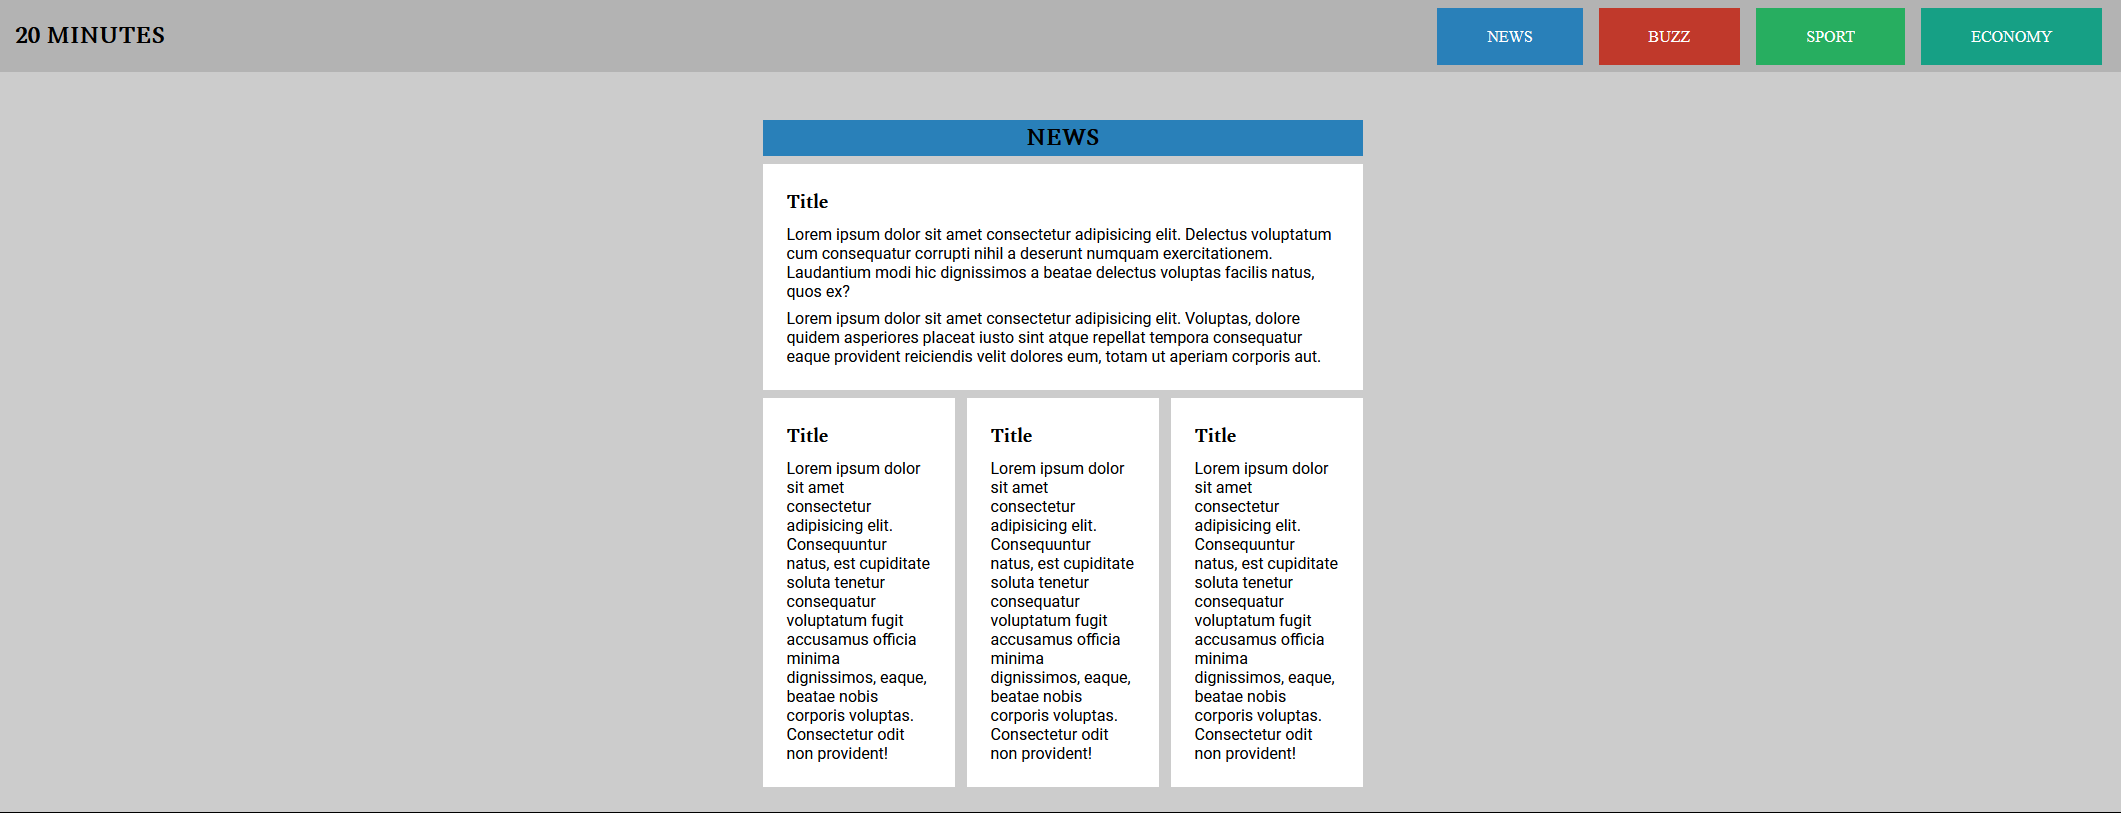 20 MINUTES
NEWS
BUZZ
SPORT
ECONOMY
NEWS
Title
Lorem ipsum dolor sit amet consectetur adipisicing elit. Delectus voluptatum
cum consequatur corrupti nihil a deserunt numquam exercitationem.
Laudantium modi hic dignissimos a beatae delectus voluptas facilis natus,
quos ex?
Lorem ipsum dolor sit amet consectetur adipisicing elit. Voluptas, dolore
quidem asperiores placeat iusto sint atque repellat tempora consequatur
eaque provident reiciendis velit dolores eum, totam ut aperiam corporis aut.
Title
Lorem ipsum dolor
sit amet
consectetur
adipisicing elit.
Consequuntur
natus, est cupiditate
soluta tenetur
consequatur
voluptatum fugit
accusamus officia
minima
dignissimos, eaque,
beatae nobis
corporis voluptas.
Consectetur odit
non provident!
Title
Lorem ipsum dolor
sit amet
consectetur
adipisicing elit.
Consequuntur
natus, est cupiditate
soluta tenetur
consequatur
voluptatum fugit
accusamus officia
minima
dignissimos, eaque,
beatae nobis
corporis voluptas.
Consectetur odit
non provident!
Title
Lorem ipsum dolor
sit amet
consectetur
adipisicing elit.
Consequuntur
natus, est cupiditate
soluta tenetur
consequatur
voluptatum fugit
accusamus officia
minima
dignissimos, eaque,
beatae nobis
corporis voluptas.
Consectetur odit
non provident!